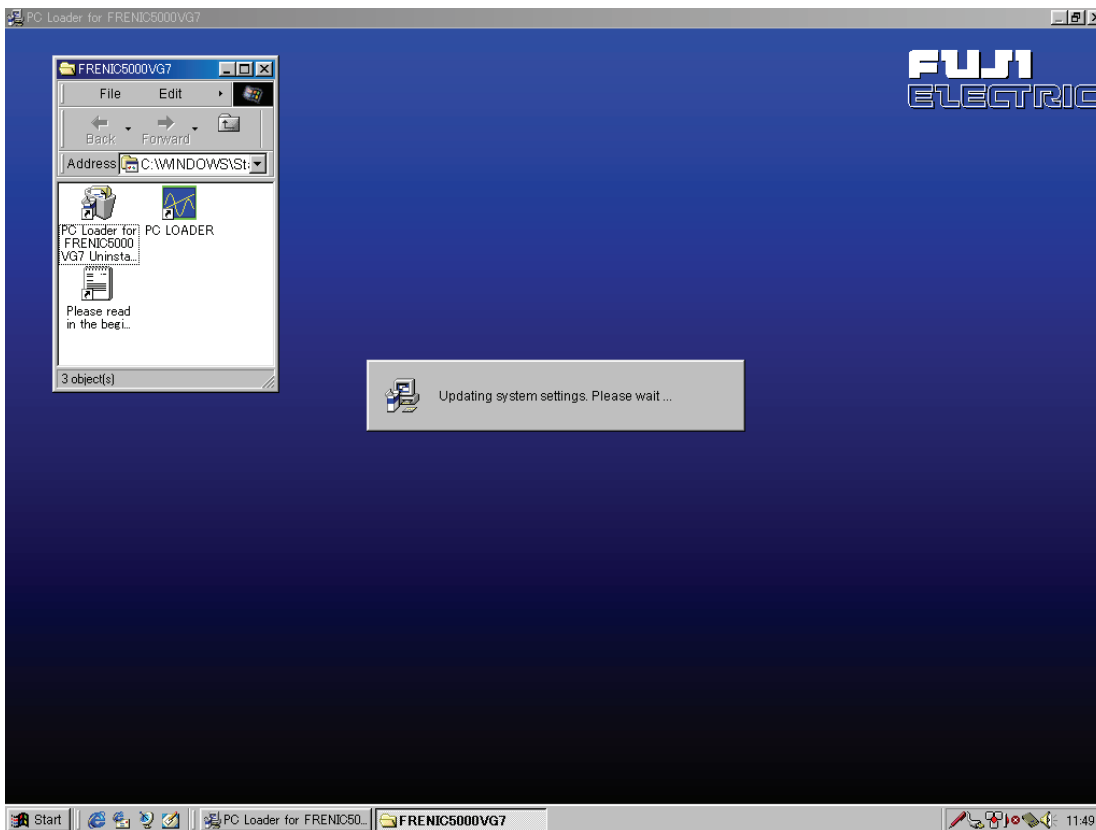 PC Loader for FRENIC5000VG7
FUJI
ELECTRIC
FRENIC5000VG7
File Edit
Back Forward
Address C:\WINDOWS\St
PC Loader for
FRENIC5000
VG7 Uninsta...
PC LOADER
Please read
in the begi...
3 object(s)
Updating system settings. Please wait ...
Start
PC Loader for FRENIC50...
FRENIC5000VG7
11:49